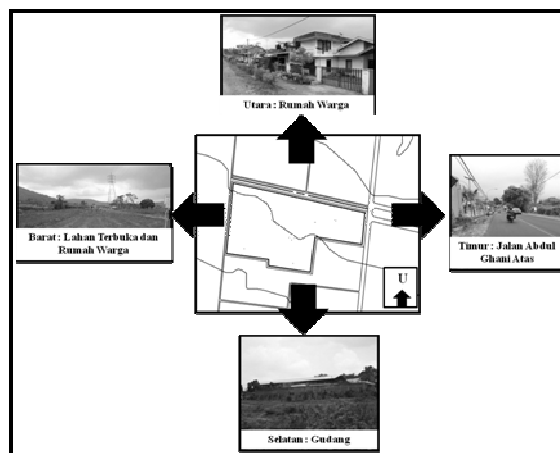 Utara : Rumah Warga
Barat : Lahan Terbuka dan
Rumah Warga
Timur : Jalan Abdul
Ghani Atas
U
Selatan : Gudang